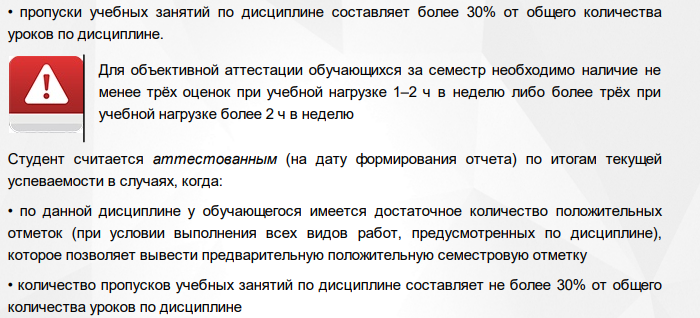 • пропуски учебных занятий по дисциплине составляет более 30% от общего количества
уроков по дисциплине.
Для объективной аттестации обучающихся за семестр необходимо наличие не
менее трёх оценок при учебной нагрузке 1–2 ч в неделю либо более трёх при
учебной нагрузке более 2 ч в неделю
Студент считается аттестованным (на дату формирования отчета) по итогам текущей
успеваемости в случаях, когда:
• по данной дисциплине у обучающегося имеется достаточное количество положительных
отметок (при условии выполнения всех видов работ, предусмотренных по дисциплине),
которое позволяет вывести предварительную положительную семестровую отметку
• количество пропусков учебных занятий по дисциплине составляет не более 30% от общего
количества уроков по дисциплине